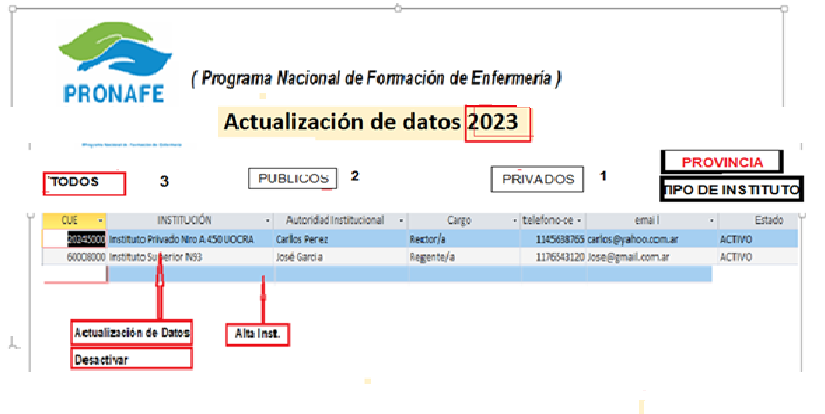 ( Programa Nacional de Formación de Enfermería )
PRONAFE
Actualización de datos 2023
Programa Nacional de Formación de Enfermería
PROVINCIA
TODOS 3 PUBLICOS 2 PRIVADOS 1
TIPO DE INSTITUTO
CUE INSTITUCIÓN Autoridad Institucional Cargo telefono-ce email Estado
20245000 Instituto Privado Nro A-450 UOCRA Carllos Perez Rector/a 1145638765 carlos@yahoo.com.ar ACTIVO
60008000 Instituto Superior N93 José Garcia Regente/a 1176543120 Jose@gmail.com.ar ACTIVO
Actualización de Datos Alta Inst.
Desactivar